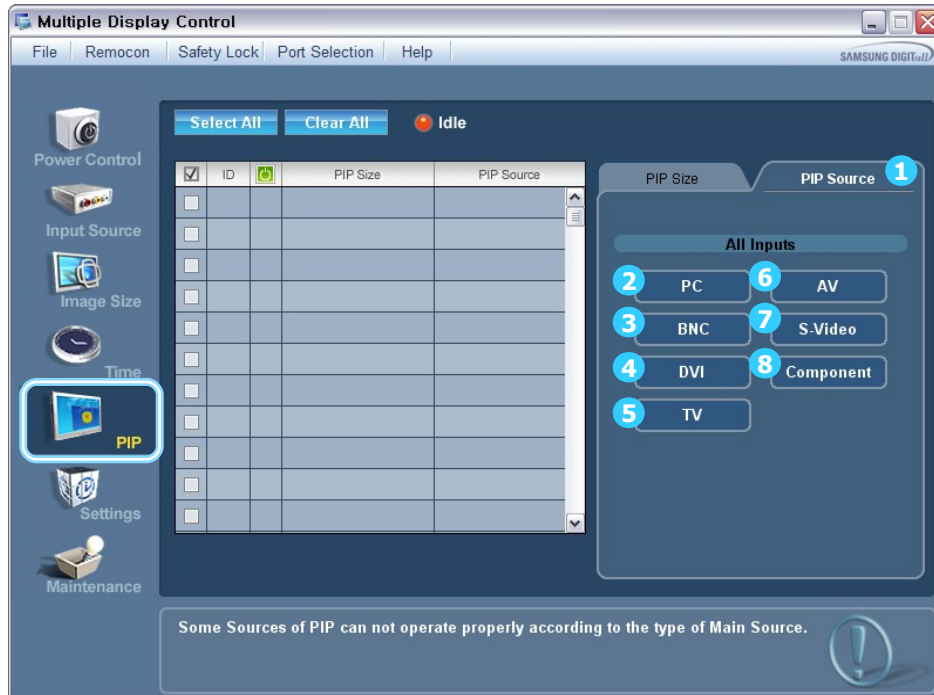 Multiple Display Control
File Remocon Safety Lock Port Selection Help
SAMSUNG DIGITall
Select All Clear All Idle
Power Control
ID PIP Size PIP Source
PIP Size PIP Source 1
Input Source
All Inputs
2 PC 6 AV
Image Size
3 BNC 7 S-Video
4 DVI 8 Component
Time
5 TV
PIP
Settings
Maintenance
Some Sources of PIP can not operate properly according to the type of Main Source.